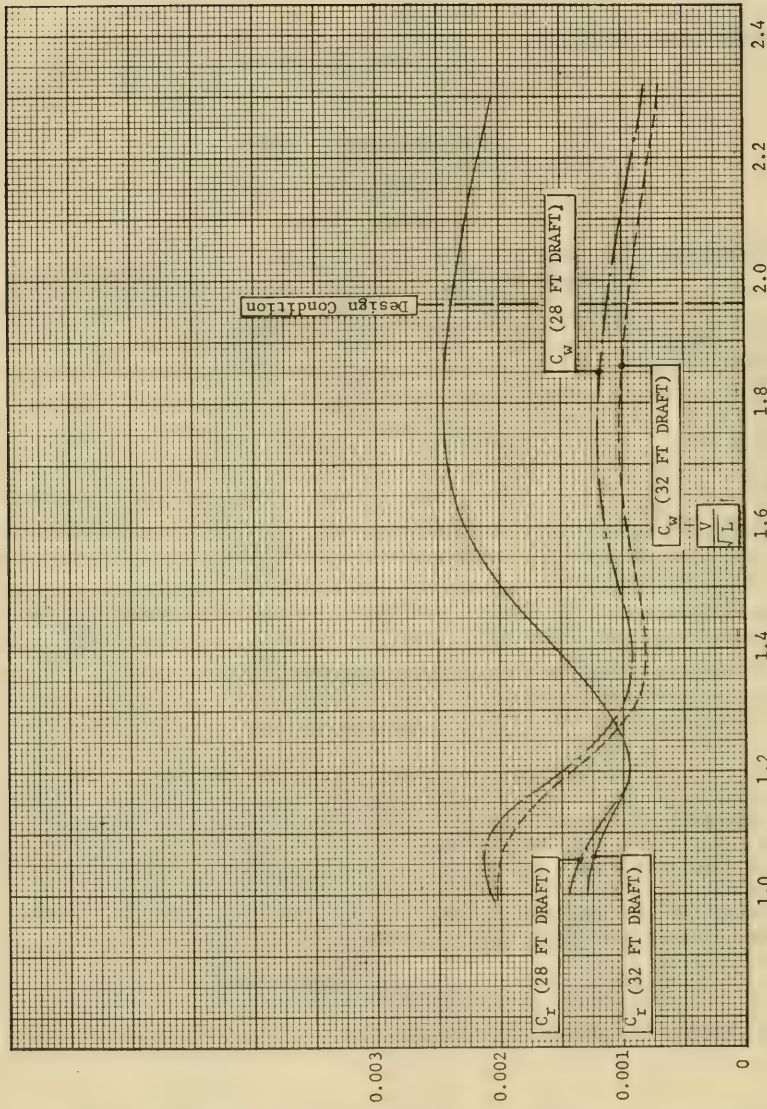 0.003
0.002
0.001
0
Design Condition
C_w (28 FT DRAFT)
C_w (32 FT DRAFT)
C_r (28 FT DRAFT)
C_r (32 FT DRAFT)
V
√L
1.0
1.2
1.4
1.6
1.8
2.0
2.2
2.4